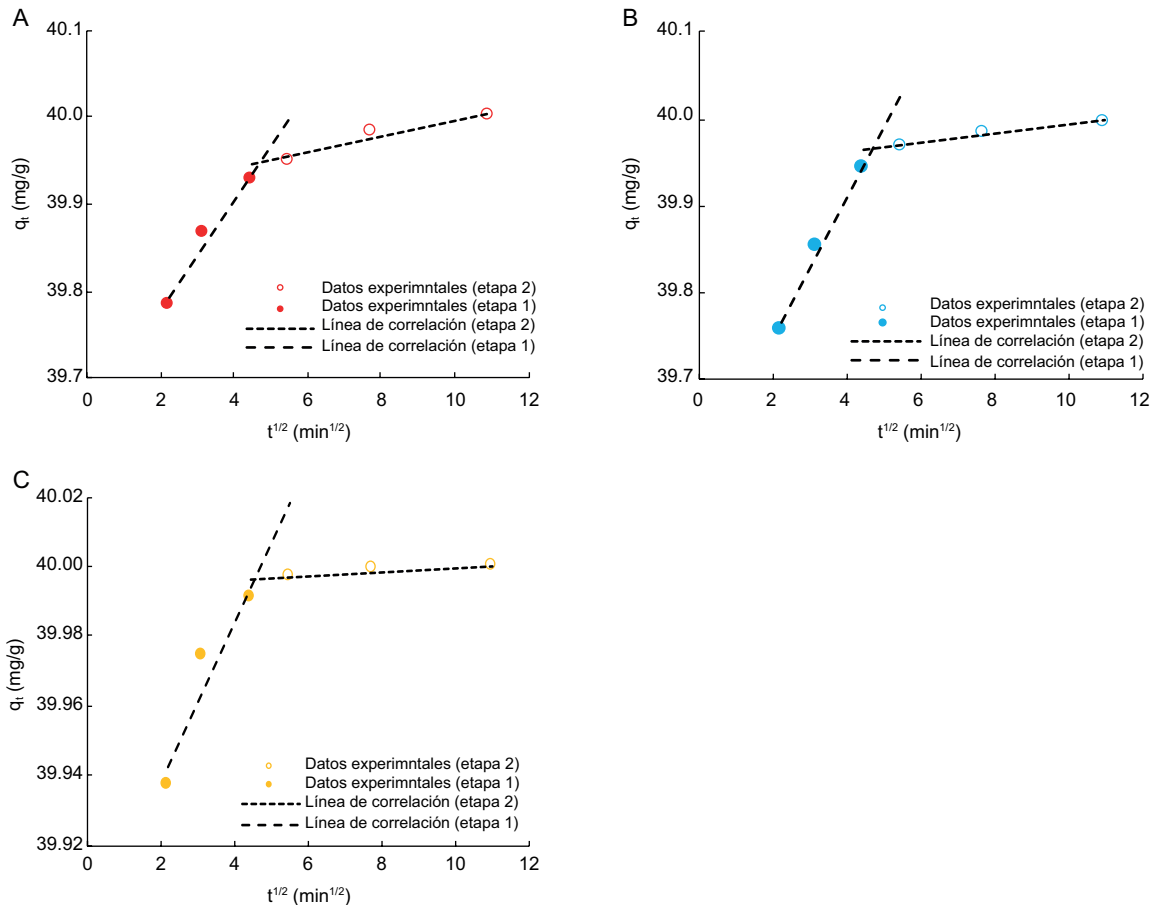 A
40.1
40.0
39.9
39.8
39.7
qt (mg/g)
0 2 4 6 8 10 12
t1/2 (min1/2)
Datos experimntales (etapa 2)
Datos experimntales (etapa 1)
Línea de correlación (etapa 2)
Línea de correlación (etapa 1)
B
40.1
40.0
39.9
39.8
39.7
qt (mg/g)
0 2 4 6 8 10 12
t1/2 (min1/2)
Datos experimntales (etapa 2)
Datos experimntales (etapa 1)
Línea de correlación (etapa 2)
Línea de correlación (etapa 1)
C
40.02
40.00
39.98
39.96
39.94
39.92
qt (mg/g)
0 2 4 6 8 10 12
t1/2 (min1/2)
Datos experimntales (etapa 2)
Datos experimntales (etapa 1)
Línea de correlación (etapa 2)
Línea de correlación (etapa 1)